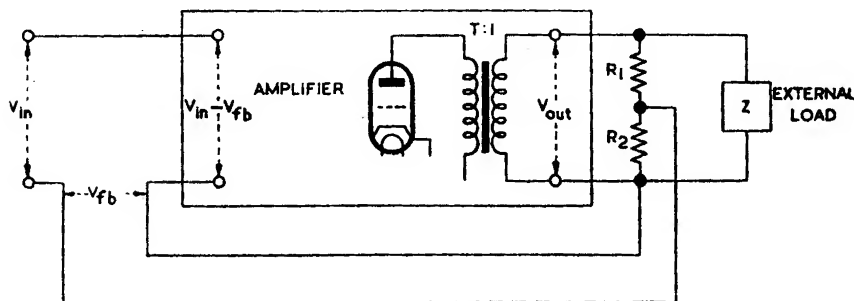 T:1
AMPLIFIER
Vin
Vin-Vfb
Vout
R1
R2
Z
EXTERNAL
LOAD
Vfb